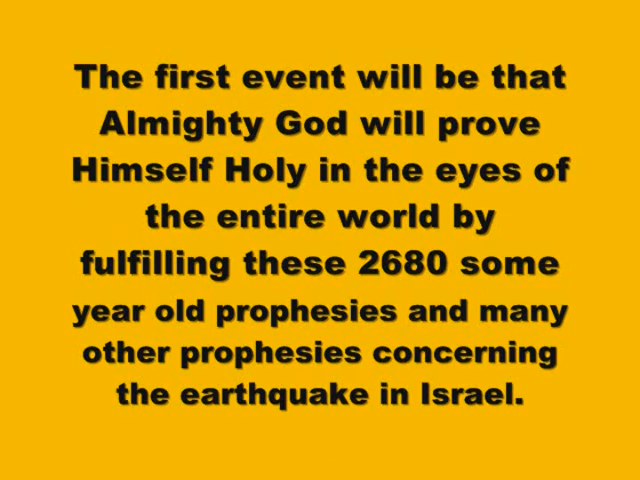 The first event will be that
Almighty God will prove
Himself Holy in the eyes of
the entire world by
fulfilling these 2680 some
year old prophesies and many
other prophesies concerning
the earthquake in Israel.